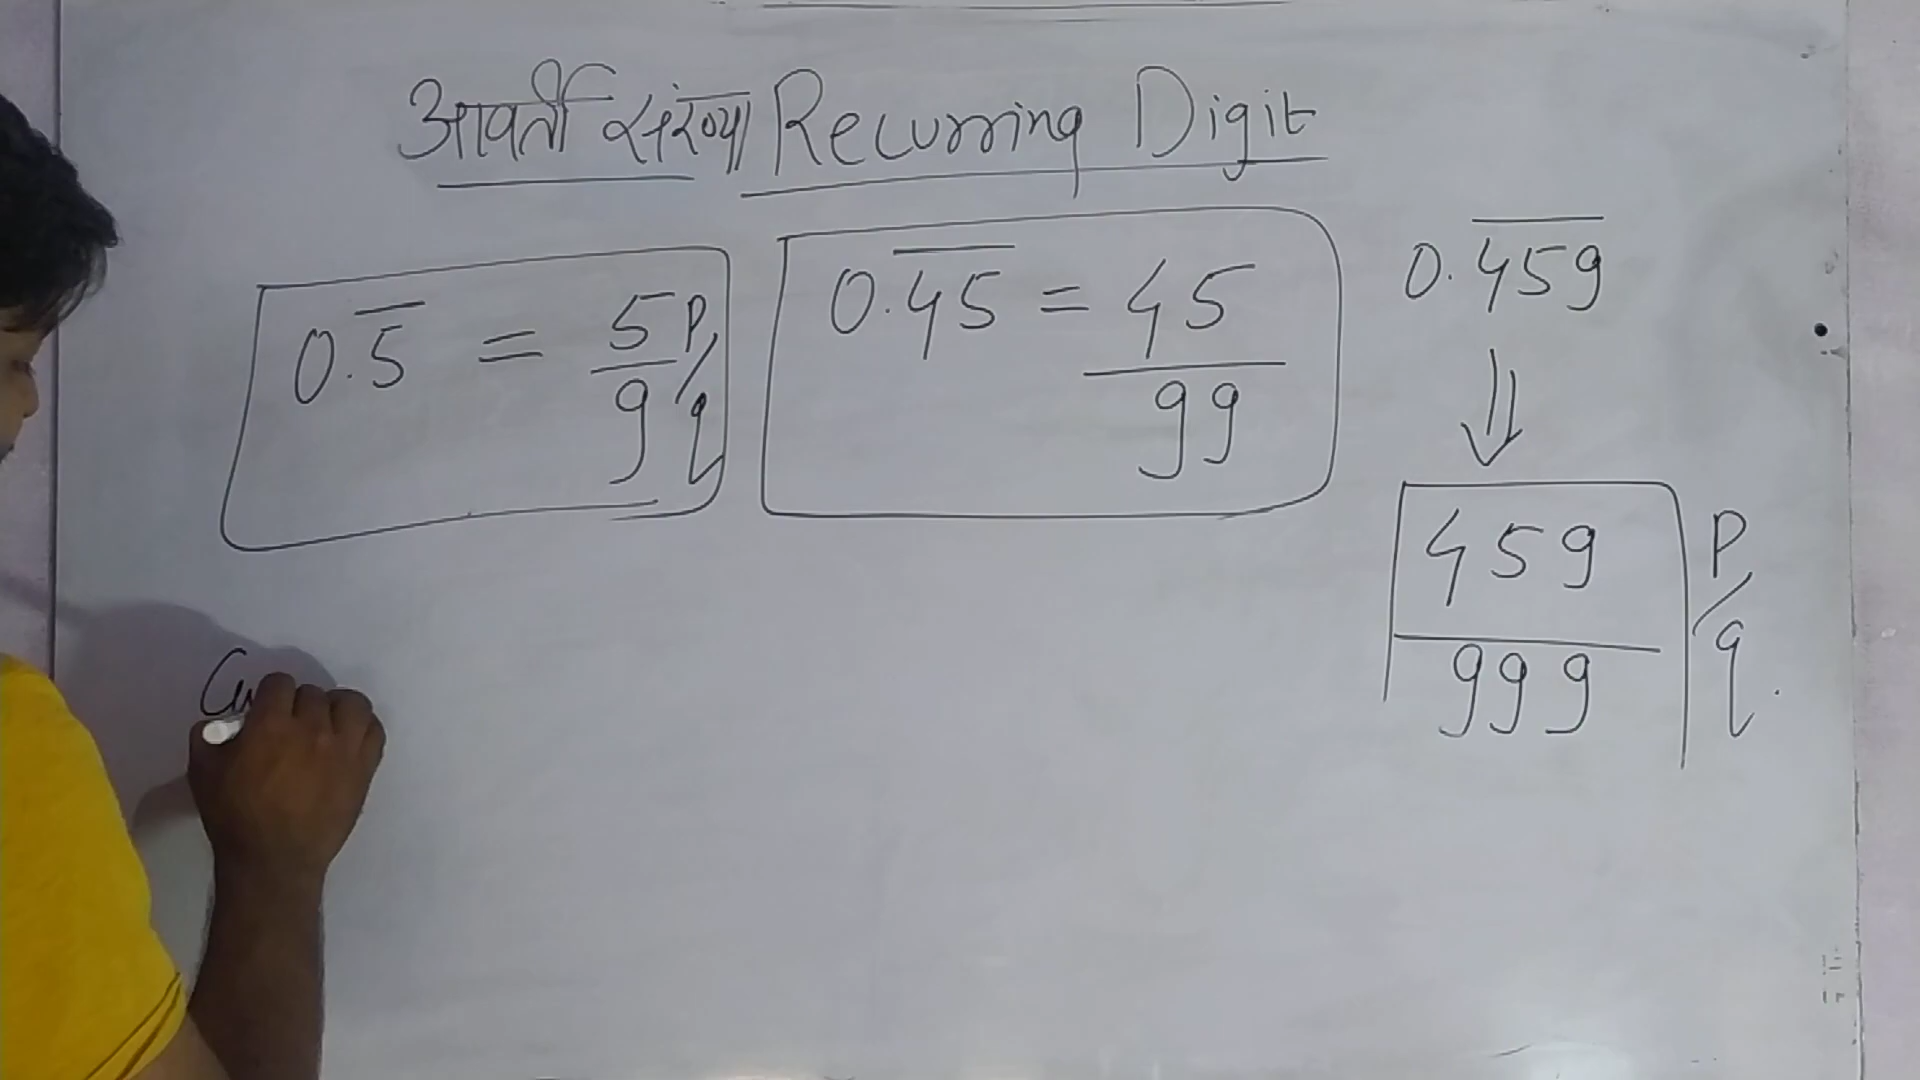 आवर्ती संख्या Recurring Digit
0.5̅ = 5/9 P/q
0.4̅5̅ = 45/99
0.4̅5̅9̅
⇓
459/999 P/q